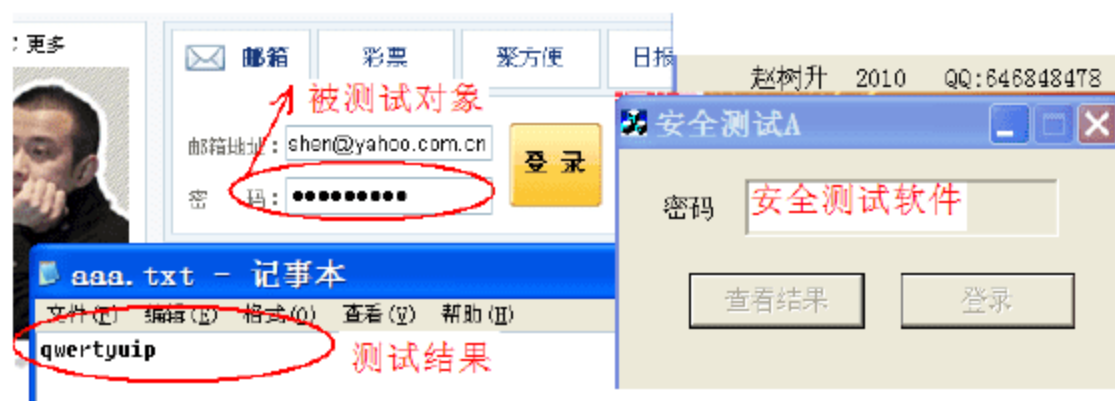 更多
邮箱
彩票
聚方便
日报
赵树升 2010 QQ:646848478
被测试对象
安全测试A
邮箱地址：shen@yahoo.com.cn
登 录
密 码：●●●●●●●●●
密码 安全测试软件
aaa.txt - 记事本
查看结果
登录
文件(F) 编辑(E) 格式(O) 查看(V) 帮助(H)
qwertyuip
测试结果